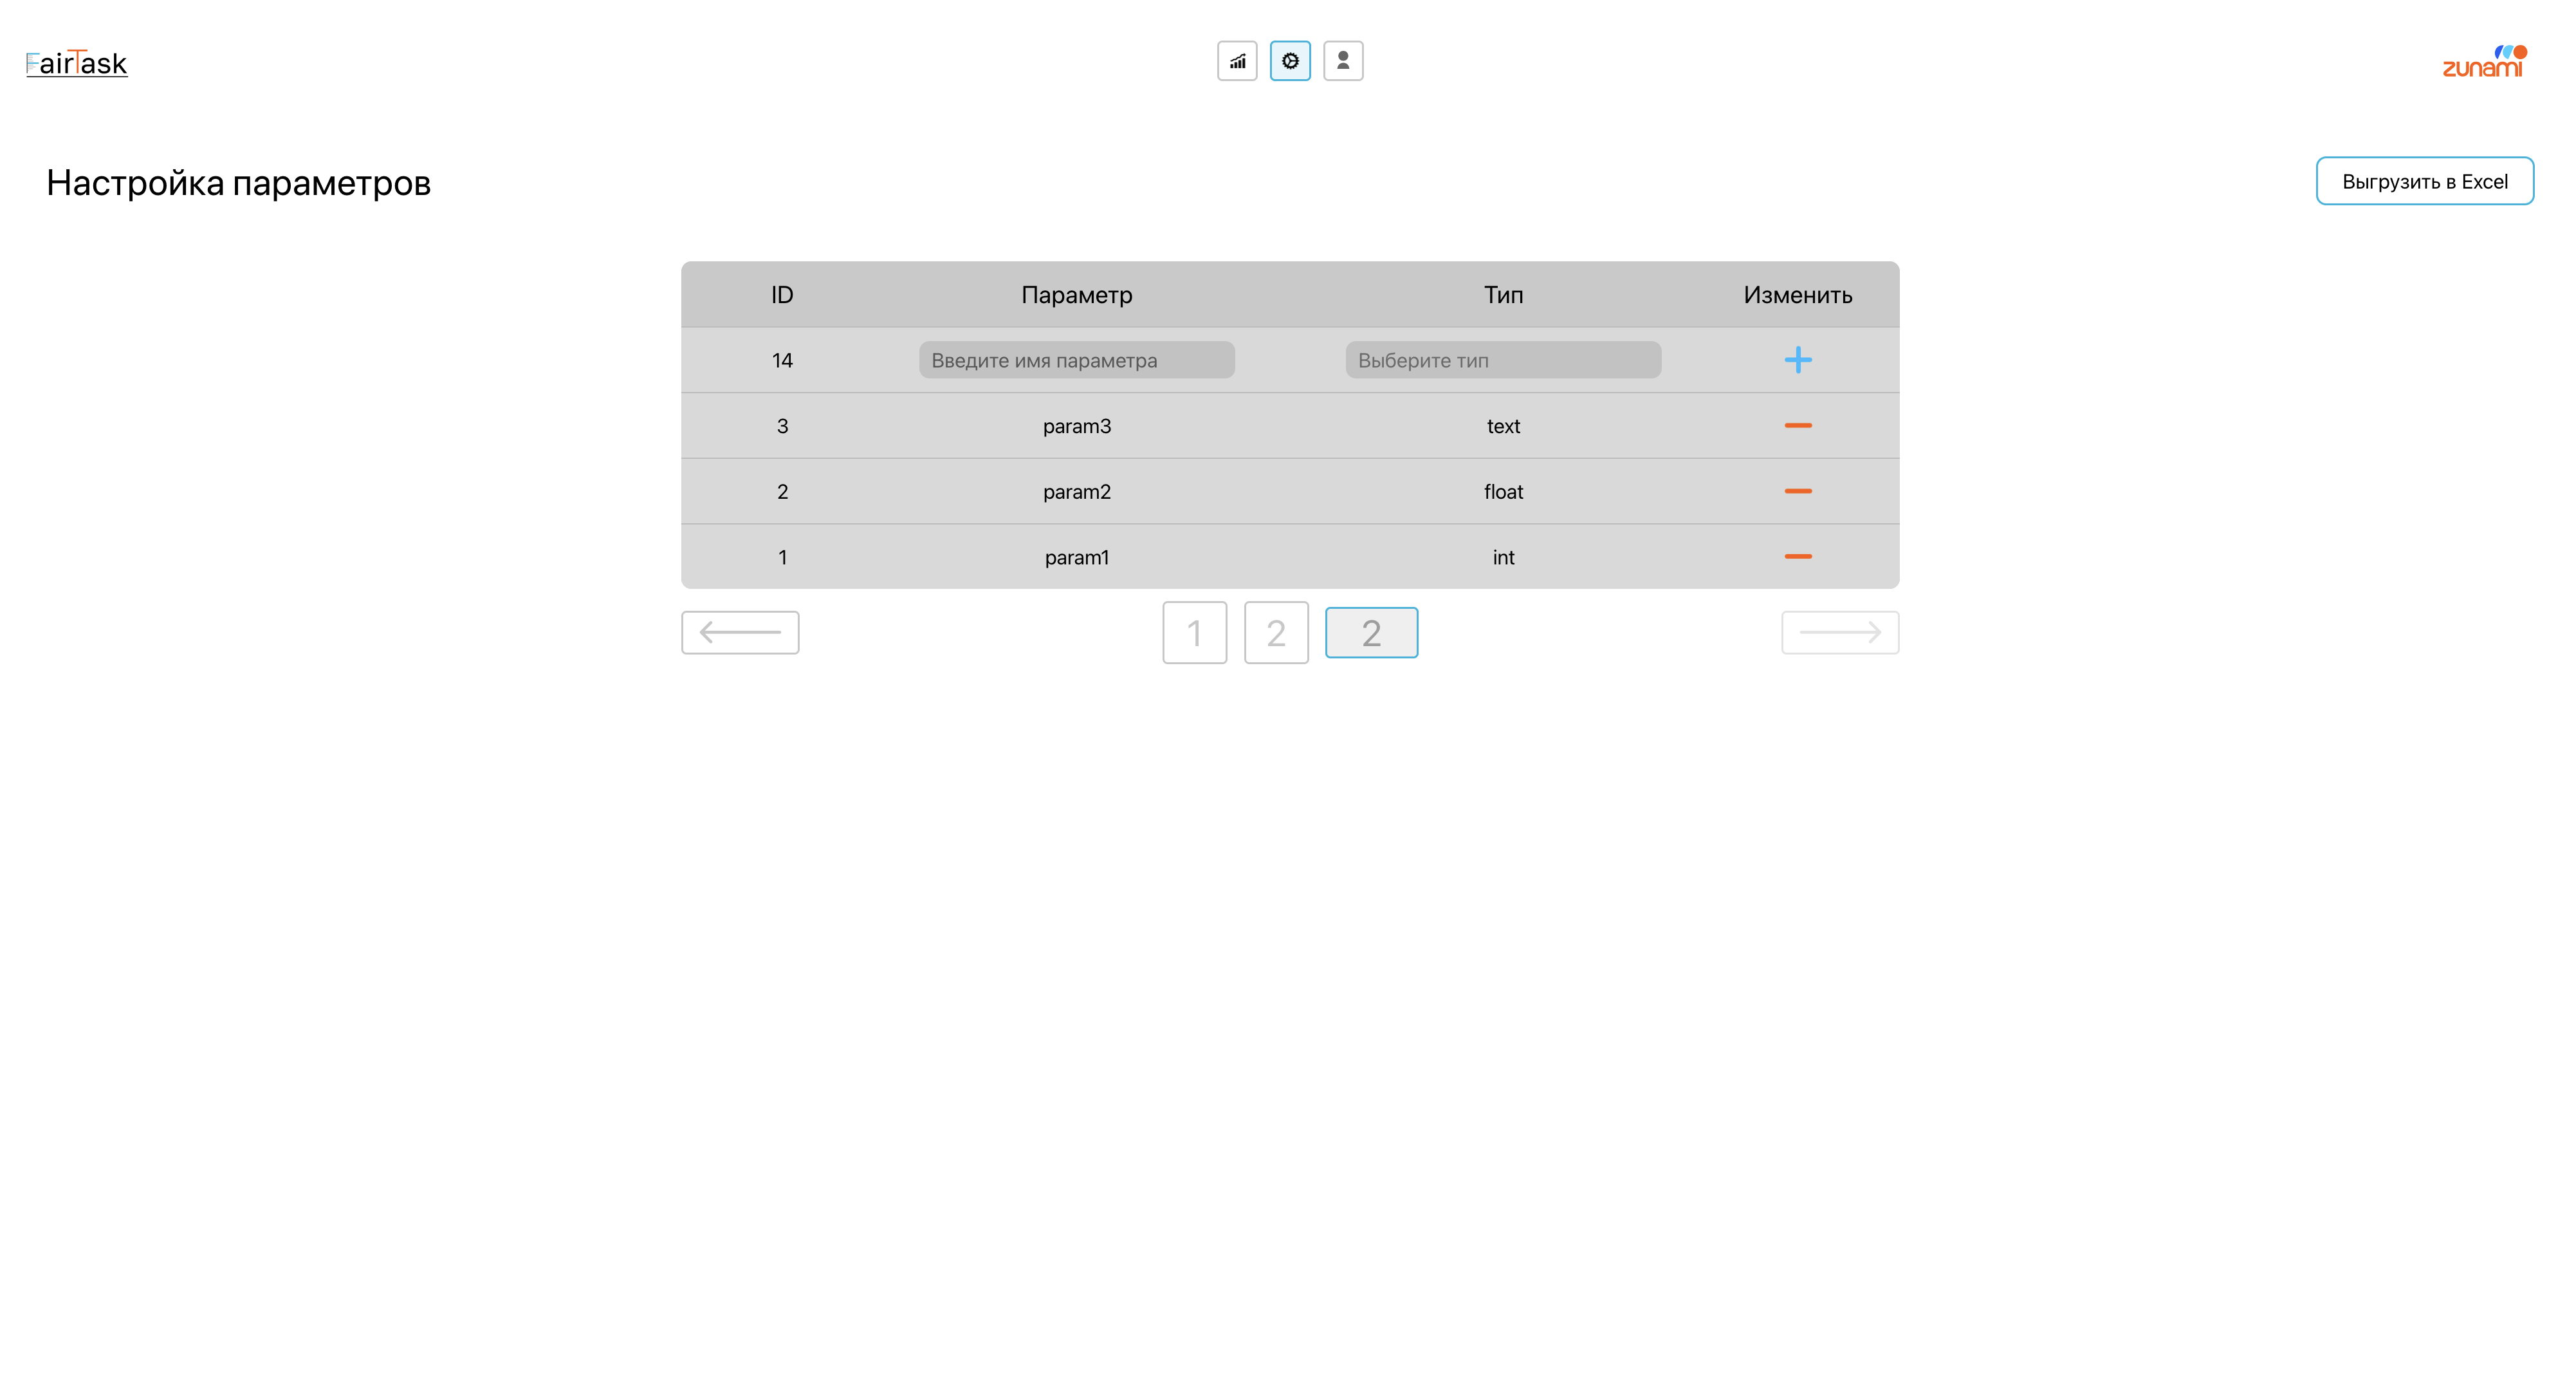 FairTask
zunami
Настройка параметров
Выгрузить в Excel
ID Параметр Тип Изменить
14 Введите имя параметра Выберите тип
3 param3 text
2 param2 float
1 param1 int
1 2 2